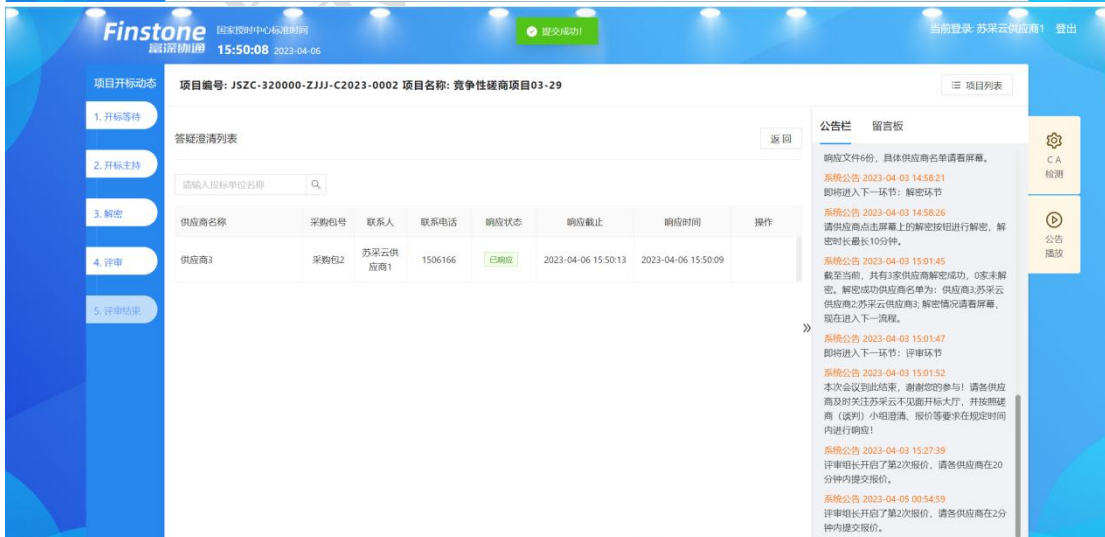 Finstone
富深协通
国家授时中心标准时间
15:50:08 2023-04-06
提交成功!
当前登录: 苏采云供应商1 登出
项目开标动态
1. 开标等待
2. 开标主持
3. 解密
4. 评审
5. 评审结束
项目编号: JSZC-320000-ZJJJ-C2023-0002 项目名称: 竞争性磋商项目03-29
项目列表
答疑澄清列表
返 回
请输入投标单位名称
供应商名称 采购包号 联系人 联系电话 响应状态 响应截止 响应时间 操作
供应商3 采购包2 苏采云供应商1 1506166 已响应 2023-04-06 15:50:13 2023-04-06 15:50:09
公告栏 留言板
响应文件6份，具体供应商名单请看屏幕。
系统公告 2023-04-03 14:58:21
即将进入下一环节：解密环节
系统公告 2023-04-03 14:58:26
请供应商点击屏幕上的解密按钮进行解密，解
密时长最长10分钟。
系统公告 2023-04-03 15:01:45
截至当前，共有3家供应商解密成功，0家未解
密。解密成功供应商名单为：供应商3;苏采云
供应商2;苏采云供应商3; 解密情况请看屏幕，
现在进入下一流程。
系统公告 2023-04-03 15:01:47
即将进入下一环节：评审环节
系统公告 2023-04-03 15:01:52
本次会议到此结束，谢谢您的参与！请各供应
商及时关注苏采云不见面开标大厅，并按照磋
商（谈判）小组澄清、报价等要求在规定时间
内进行响应！
系统公告 2023-04-03 15:27:39
评审组长开启了第2次报价，请各供应商在20
分钟内提交报价。
系统公告 2023-04-05 00:54:59
评审组长开启了第2次报价，请各供应商在2分
钟内提交报价。
C A
检测
公告
播放